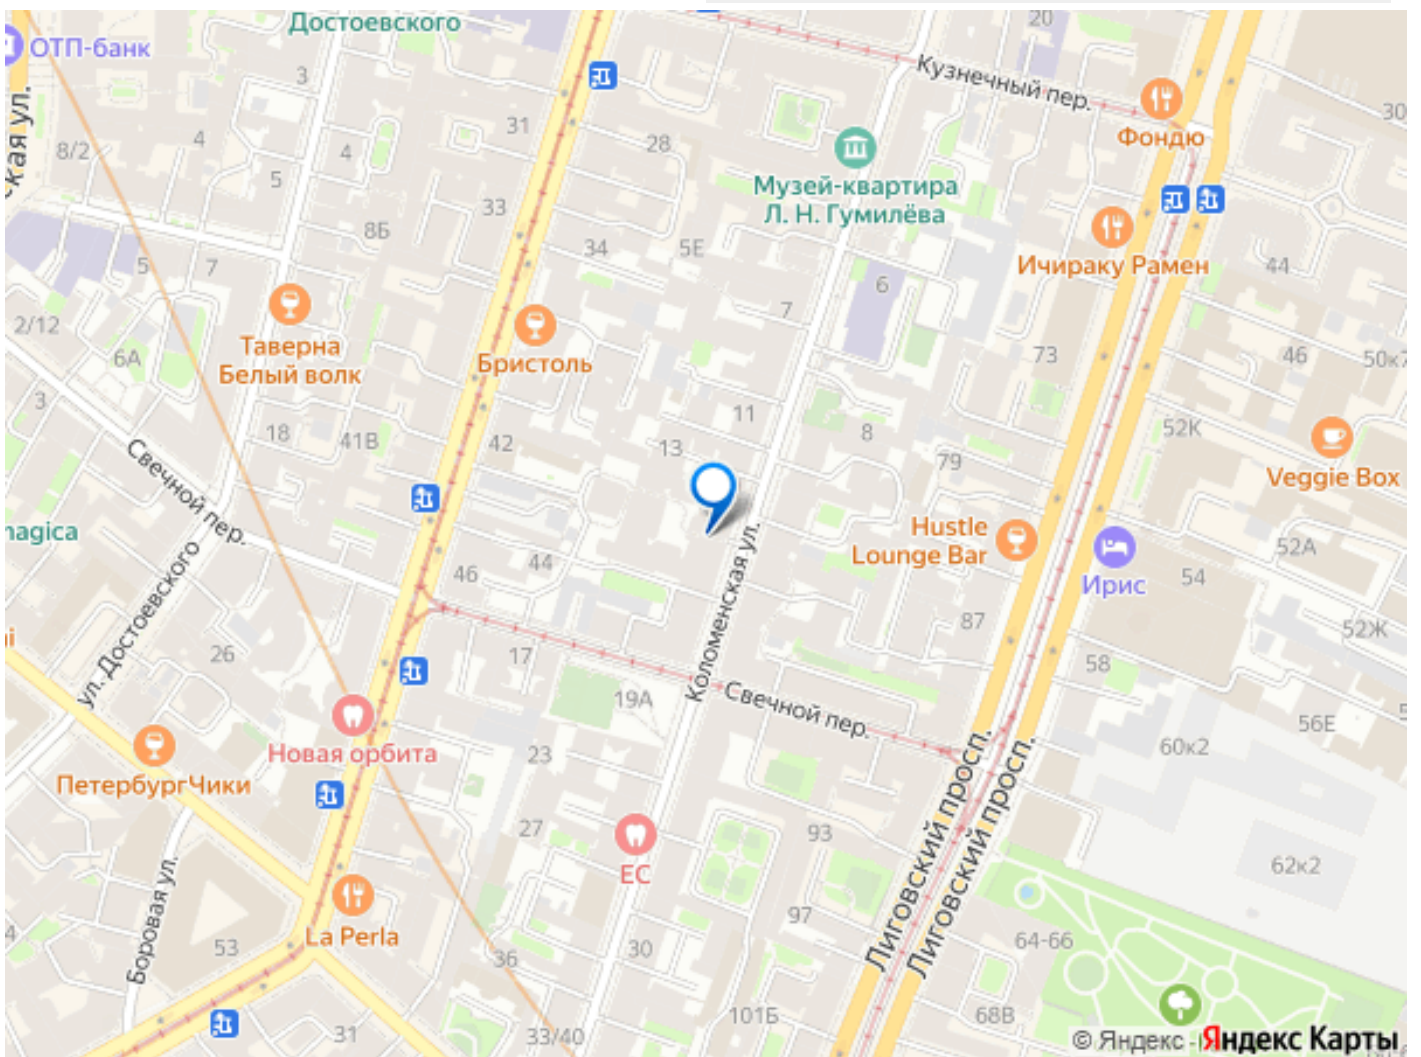 Достоевского
20
ОТП-банк
3
Кузнечный пер.
30
Фондю
31
28
4
4
8/2
ская ул.
5
Музей-квартира
Л. Н. Гумилёва
33
8Б
34
5Е
Ичираку Рамен
44
5
7
6
7
2/12
Таверна
Белый волк
Бристоль
6А
73
46
50к7
3
11
18
41В
42
13
8
79
52К
Veggie Box
Свечной пер.
magica
Hustle
Lounge Bar
52А
46
44
Ирис
54
Коломенская ул.
ул. Достоевского
87
52Ж
26
17
58
19А
Свечной пер.
56Е
60к2
Новая орбита
23
ПетербургЧики
Лиговский просп.
Лиговский просп.
27
93
62к2
ЕС
Боровая ул.
La Perla
97
53
30
64-66
36
31
33/40
101Б
68В
© Яндекс
Яндекс Карты